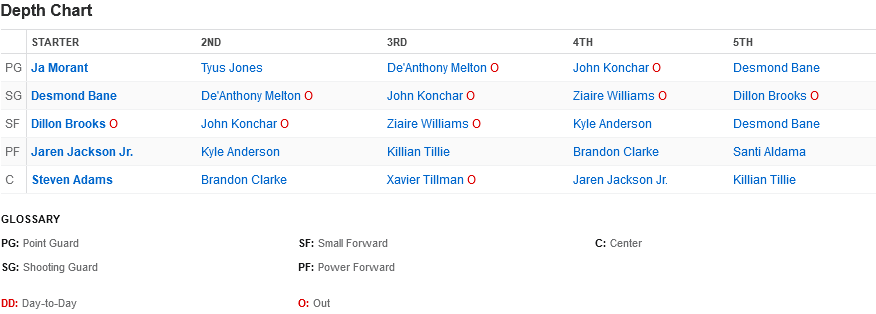 Depth Chart
STARTER 2ND 3RD 4TH 5TH
PG Ja Morant Tyus Jones De'Anthony Melton O John Konchar O Desmond Bane
SG Desmond Bane De'Anthony Melton O John Konchar O Ziaire Williams O Dillon Brooks O
SF Dillon Brooks O John Konchar O Ziaire Williams O Kyle Anderson Desmond Bane
PF Jaren Jackson Jr. Kyle Anderson Killian Tillie Brandon Clarke Santi Aldama
C Steven Adams Brandon Clarke Xavier Tillman O Jaren Jackson Jr. Killian Tillie
GLOSSARY
PG: Point Guard SF: Small Forward C: Center
SG: Shooting Guard PF: Power Forward
DD: Day-to-Day O: Out